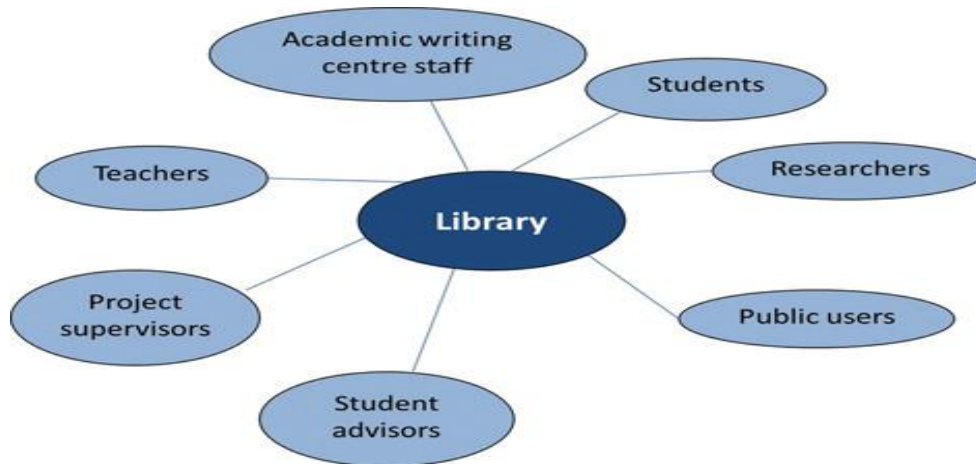 Academic writing
centre staff
Students
Teachers
Researchers
Library
Project
supervisors
Public users
Student
advisors